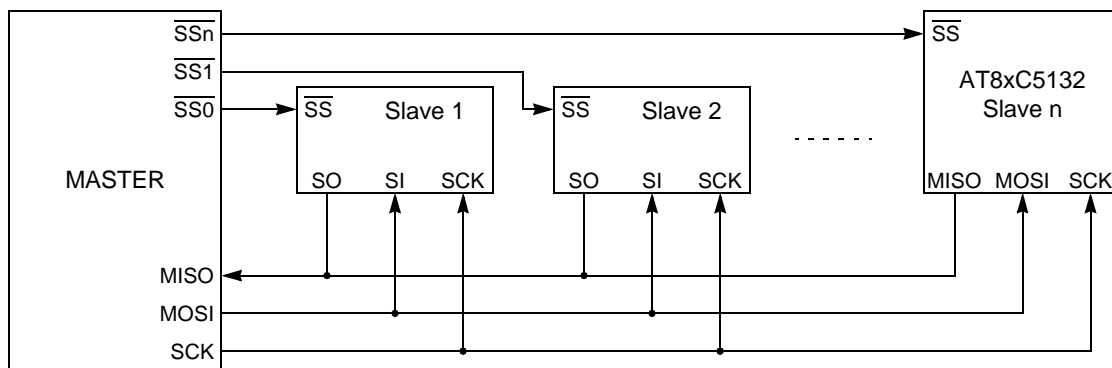 SSn
SS
SS1
AT8xC5132
Slave n
SS0
SS
Slave 1
SS
Slave 2
MASTER
SO SI SCK
SO SI SCK
MISO MOSI SCK
MISO
MOSI
SCK